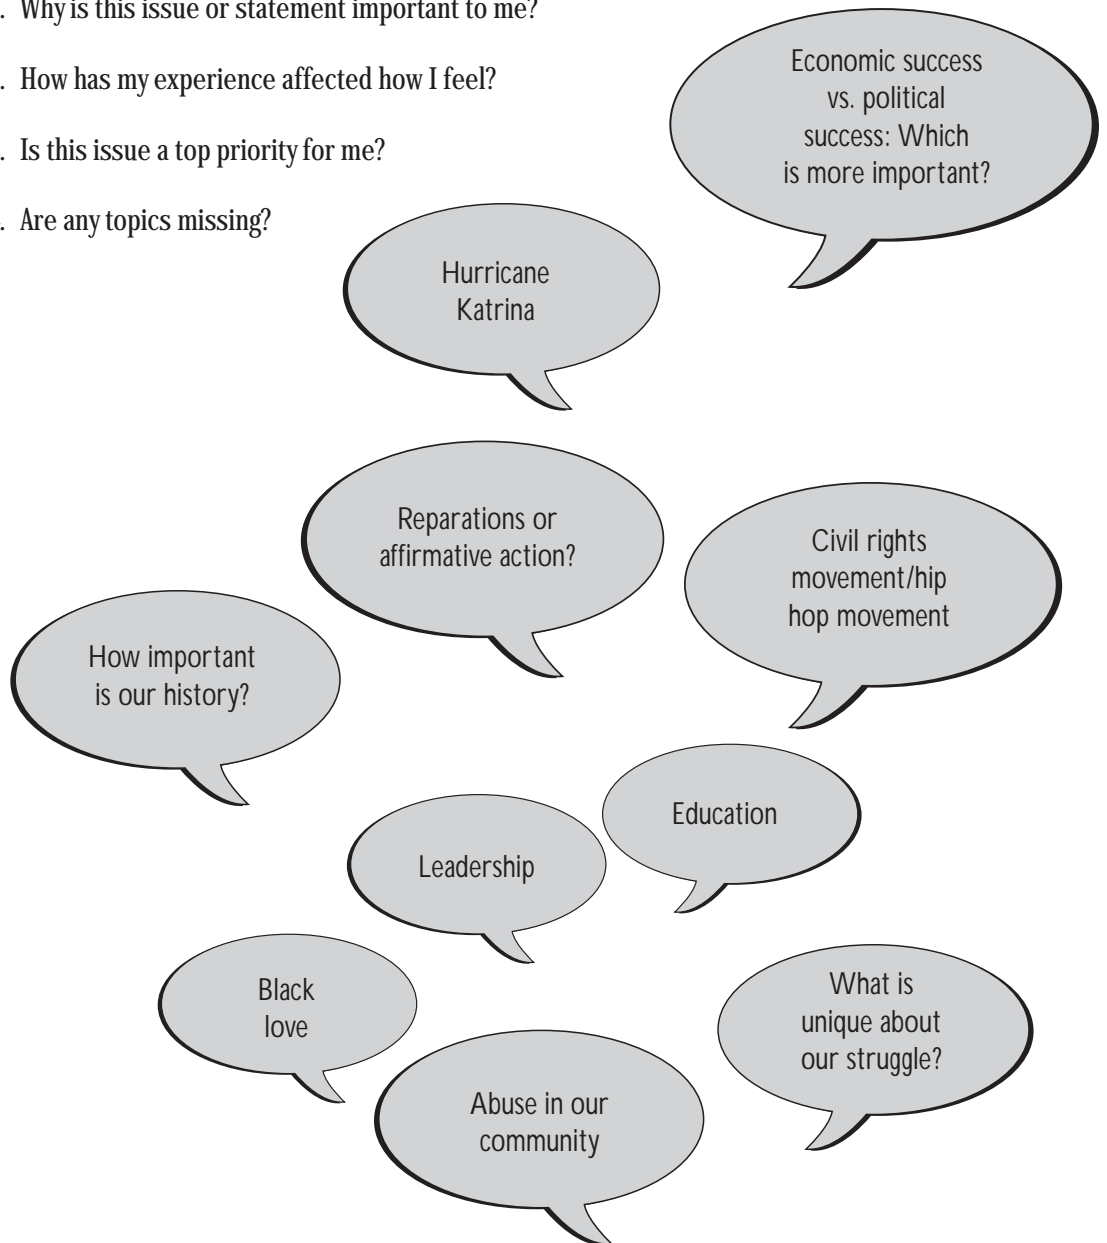 . Why is this issue or statement important to me?
. How has my experience affected how I feel?
. Is this issue a top priority for me?
. Are any topics missing?
Economic success
vs. political
success: Which
is more important?
Hurricane
Katrina
Reparations or
affirmative action?
Civil rights
movement/hip
hop movement
How important
is our history?
Education
Leadership
Black
love
What is
unique about
our struggle?
Abuse in our
community